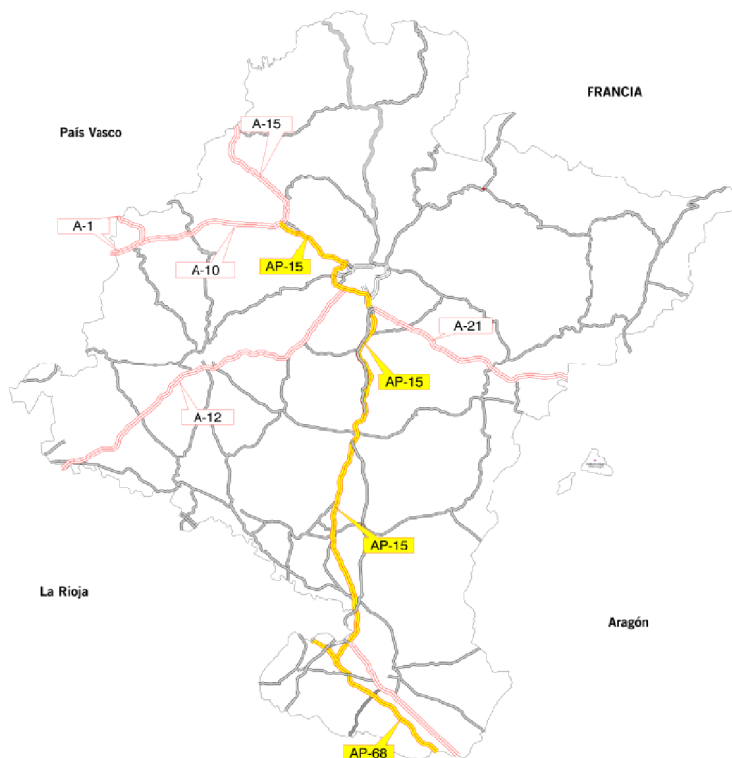 FRANCIA
A-15
País Vasco
A-1
A-10
AP-15
A-21
AP-15
A-12
AP-15
La Rioja
Aragón
AP-68